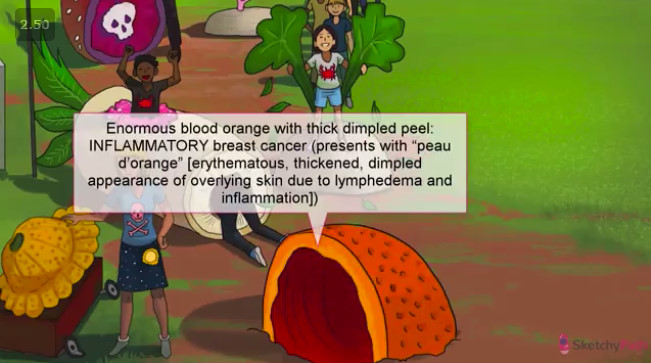 2.50
Enormous blood orange with thick dimpled peel:
INFLAMMATORY breast cancer (presents with “peau
d’orange” [erythematous, thickened, dimpled
appearance of overlying skin due to lymphedema and
inflammation])
Sketchy